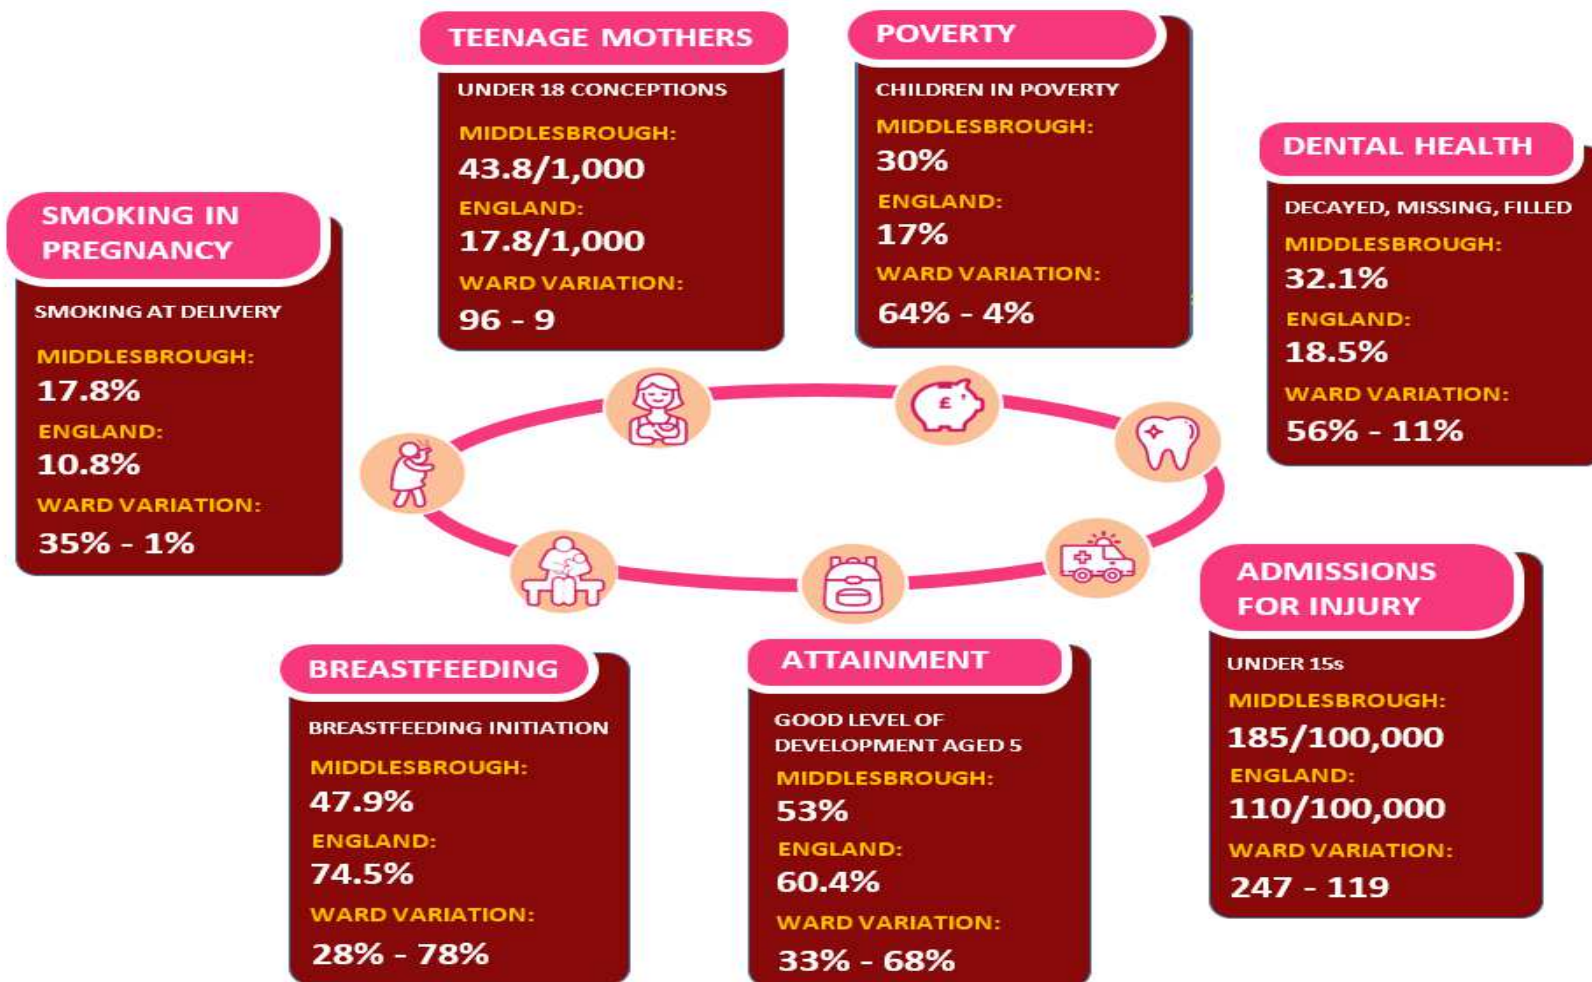 TEENAGE MOTHERS
UNDER 18 CONCEPTIONS
MIDDLESBROUGH:
43.8/1,000
ENGLAND:
17.8/1,000
WARD VARIATION:
96 - 9
POVERTY
CHILDREN IN POVERTY
MIDDLESBROUGH:
30%
ENGLAND:
17%
WARD VARIATION:
64% - 4%
DENTAL HEALTH
DECAYED, MISSING, FILLED
MIDDLESBROUGH:
32.1%
ENGLAND:
18.5%
WARD VARIATION:
56% - 11%
SMOKING IN
PREGNANCY
SMOKING AT DELIVERY
MIDDLESBROUGH:
17.8%
ENGLAND:
10.8%
WARD VARIATION:
35% - 1%
£
BREASTFEEDING
BREASTFEEDING INITIATION
MIDDLESBROUGH:
47.9%
ENGLAND:
74.5%
WARD VARIATION:
28% - 78%
ATTAINMENT
GOOD LEVEL OF
DEVELOPMENT AGED 5
MIDDLESBROUGH:
53%
ENGLAND:
60.4%
WARD VARIATION:
33% - 68%
ADMISSIONS
FOR INJURY
UNDER 15s
MIDDLESBROUGH:
185/100,000
ENGLAND:
110/100,000
WARD VARIATION:
247 - 119